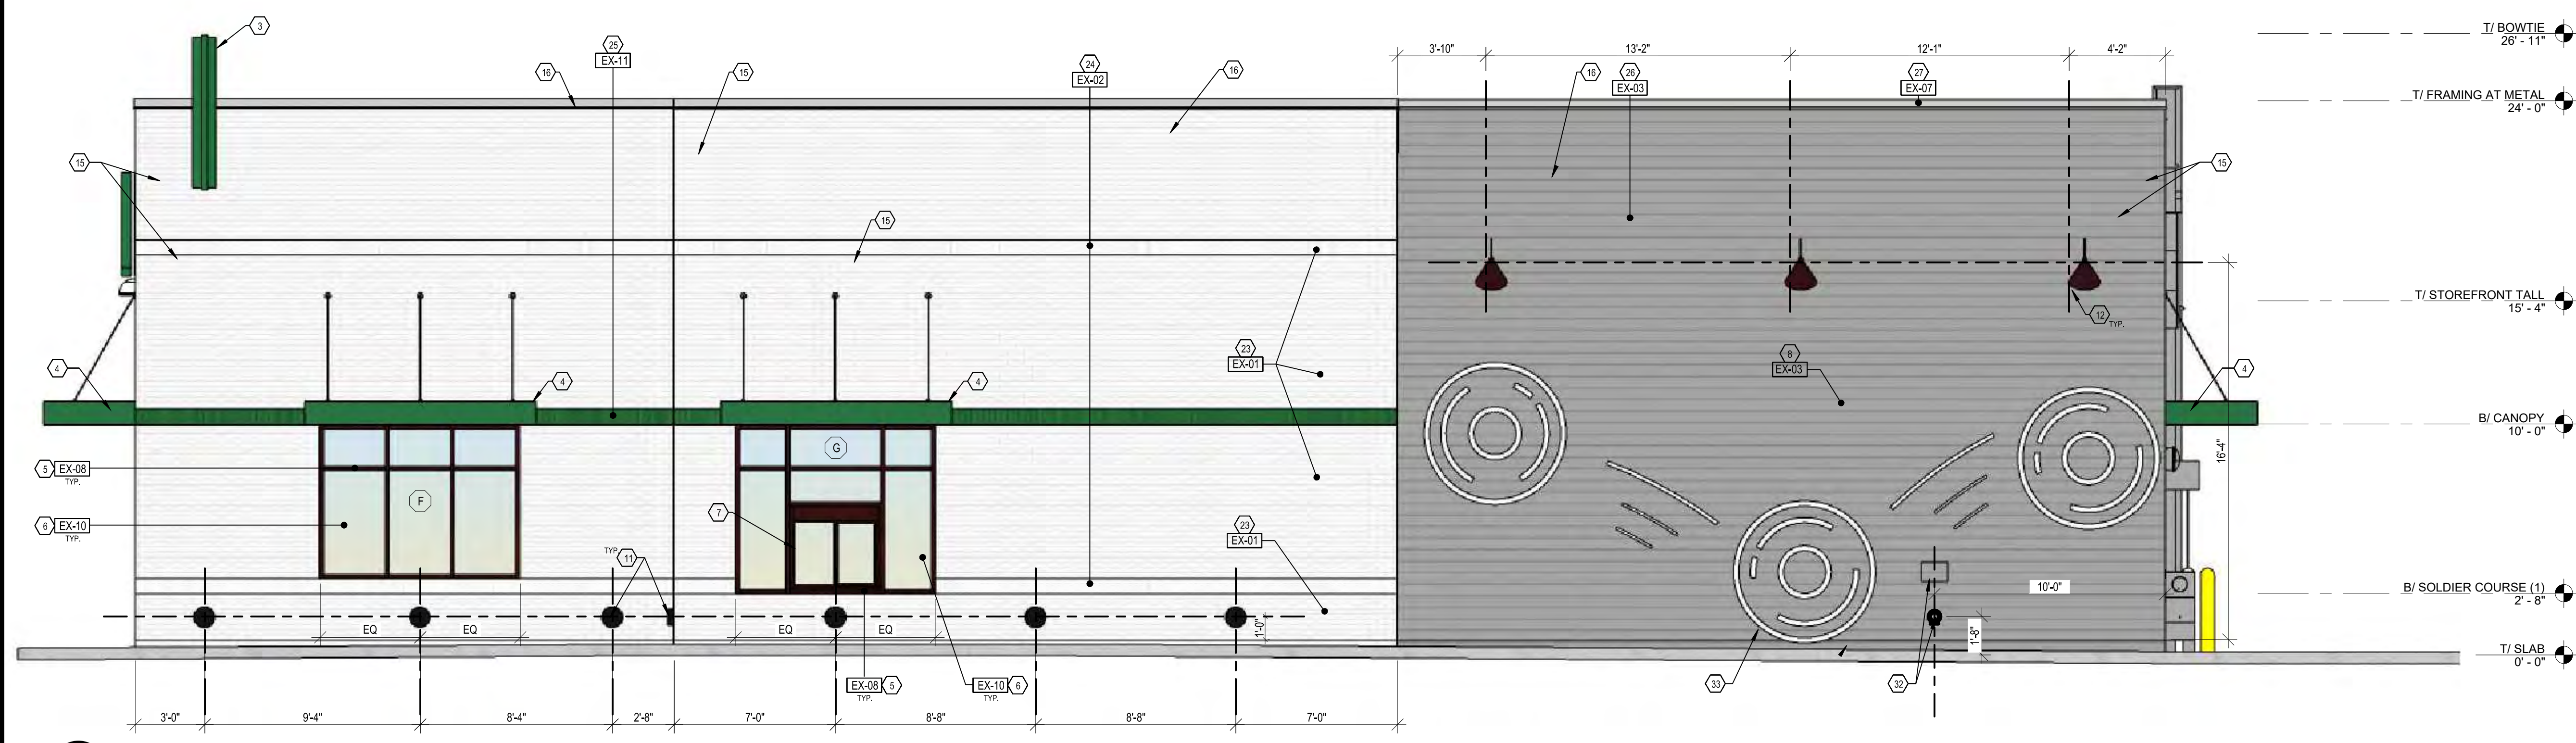 3
25
EX-11
16
15
24
EX-02
16
3'-10"
13'-2"
12'-1"
4'-2"
16
26
EX-03
27
EX-07
T/ BOWTIE
26' - 11"
T/ FRAMING AT METAL
24' - 0"
15
15
15
T/ STOREFRONT TALL
15' - 4"
12
TYP.
23
EX-01
8
EX-03
4
4
4
4
B/ CANOPY
10' - 0"
16'-4"
5 EX-08
TYP.
G
F
6 EX-10
TYP.
7
TYP.
11
23
EX-01
10'-0"
B/ SOLDIER COURSE (1)
2' - 8"
EQ
EQ
EQ
EQ
1'-0"
1'-8"
T/ SLAB
0' - 0"
EX-08 5
TYP.
EX-10 6
TYP.
33
32
3'-0"
9'-4"
8'-4"
2'-8"
7'-0"
8'-8"
8'-8"
7'-0"